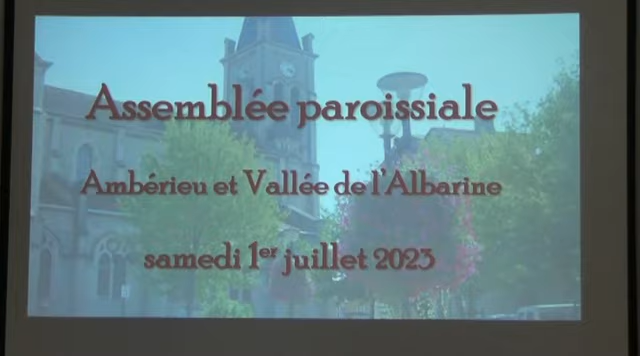 Assemblée paroissiale
Ambérieu et Vallée de l'Albarine
samedi 1er juillet 2023